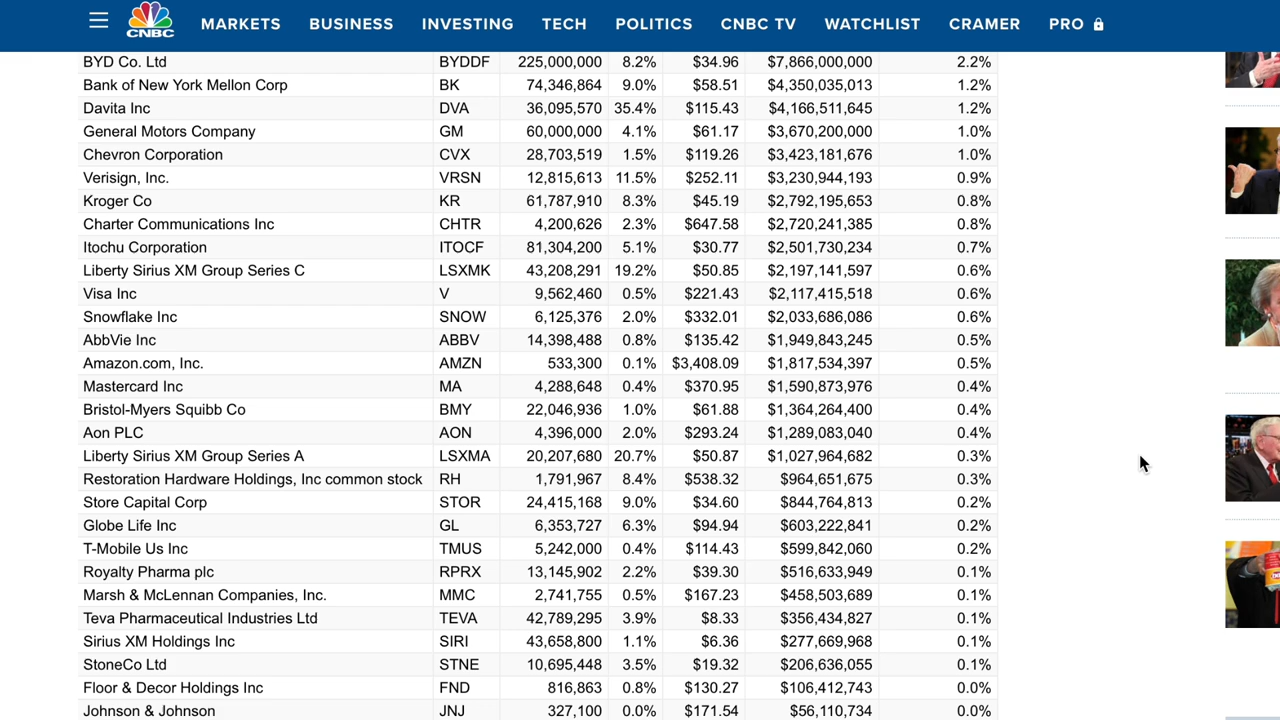 CNBC MARKETS BUSINESS INVESTING TECH POLITICS CNBC TV WATCHLIST CRAMER PRO
BYD Co. Ltd BYDDF 225,000,000 8.2% $34.96 $7,866,000,000 2.2%
Bank of New York Mellon Corp BK 74,346,864 9.0% $58.51 $4,350,035,013 1.2%
Davita Inc DVA 36,095,570 35.4% $115.43 $4,166,511,645 1.2%
General Motors Company GM 60,000,000 4.1% $61.17 $3,670,200,000 1.0%
Chevron Corporation CVX 28,703,519 1.5% $119.26 $3,423,181,676 1.0%
Verisign, Inc. VRSN 12,815,613 11.5% $252.11 $3,230,944,193 0.9%
Kroger Co KR 61,787,910 8.3% $45.19 $2,792,195,653 0.8%
Charter Communications Inc CHTR 4,200,626 2.3% $647.58 $2,720,241,385 0.8%
Itochu Corporation ITOCF 81,304,200 5.1% $30.77 $2,501,730,234 0.7%
Liberty Sirius XM Group Series C LSXMK 43,208,291 19.2% $50.85 $2,197,141,597 0.6%
Visa Inc V 9,562,460 0.5% $221.43 $2,117,415,518 0.6%
Snowflake Inc SNOW 6,125,376 2.0% $332.01 $2,033,686,086 0.6%
AbbVie Inc ABBV 14,398,488 0.8% $135.42 $1,949,843,245 0.5%
Amazon.com, Inc. AMZN 533,300 0.1% $3,408.09 $1,817,534,397 0.5%
Mastercard Inc MA 4,288,648 0.4% $370.95 $1,590,873,976 0.4%
Bristol-Myers Squibb Co BMY 22,046,936 1.0% $61.88 $1,364,264,400 0.4%
Aon PLC AON 4,396,000 2.0% $293.24 $1,289,083,040 0.4%
Liberty Sirius XM Group Series A LSXMA 20,207,680 20.7% $50.87 $1,027,964,682 0.3%
Restoration Hardware Holdings, Inc common stock RH 1,791,967 8.4% $538.32 $964,651,675 0.3%
Store Capital Corp STOR 24,415,168 9.0% $34.60 $844,764,813 0.2%
Globe Life Inc GL 6,353,727 6.3% $94.94 $603,222,841 0.2%
T-Mobile Us Inc TMUS 5,242,000 0.4% $114.43 $599,842,060 0.2%
Royalty Pharma plc RPRX 13,145,902 2.2% $39.30 $516,633,949 0.1%
Marsh & McLennan Companies, Inc. MMC 2,741,755 0.5% $167.23 $458,503,689 0.1%
Teva Pharmaceutical Industries Ltd TEVA 42,789,295 3.9% $8.33 $356,434,827 0.1%
Sirius XM Holdings Inc SIRI 43,658,800 1.1% $6.36 $277,669,968 0.1%
StoneCo Ltd STNE 10,695,448 3.5% $19.32 $206,636,055 0.1%
Floor & Decor Holdings Inc FND 816,863 0.8% $130.27 $106,412,743 0.0%
Johnson & Johnson JNJ 327,100 0.0% $171.54 $56,110,734 0.0%